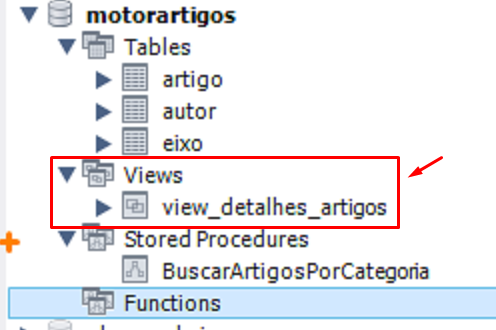 motorartigos
Tables
artigo
autor
eixo
Views
view_detalhes_artigos
Stored Procedures
BuscarArtigosPorCategoria
Functions